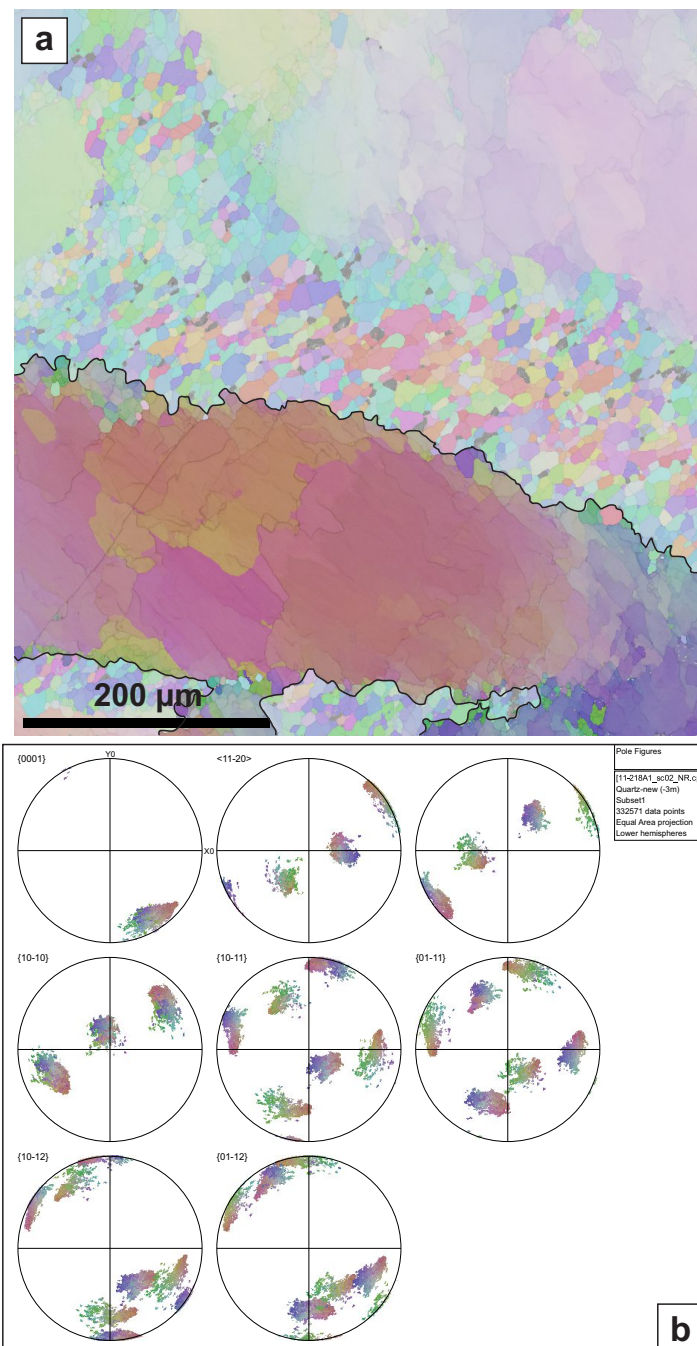 a
200 µm
{0001}
Y0
X0
<11-20>
Pole Figures
[11-218A1_sc02_NR.c
Quartz-new (-3m)
Subset1
332571 data points
Equal Area projection
Lower hemispheres
{10-10}
{10-11}
{01-11}
{10-12}
{01-12}
b